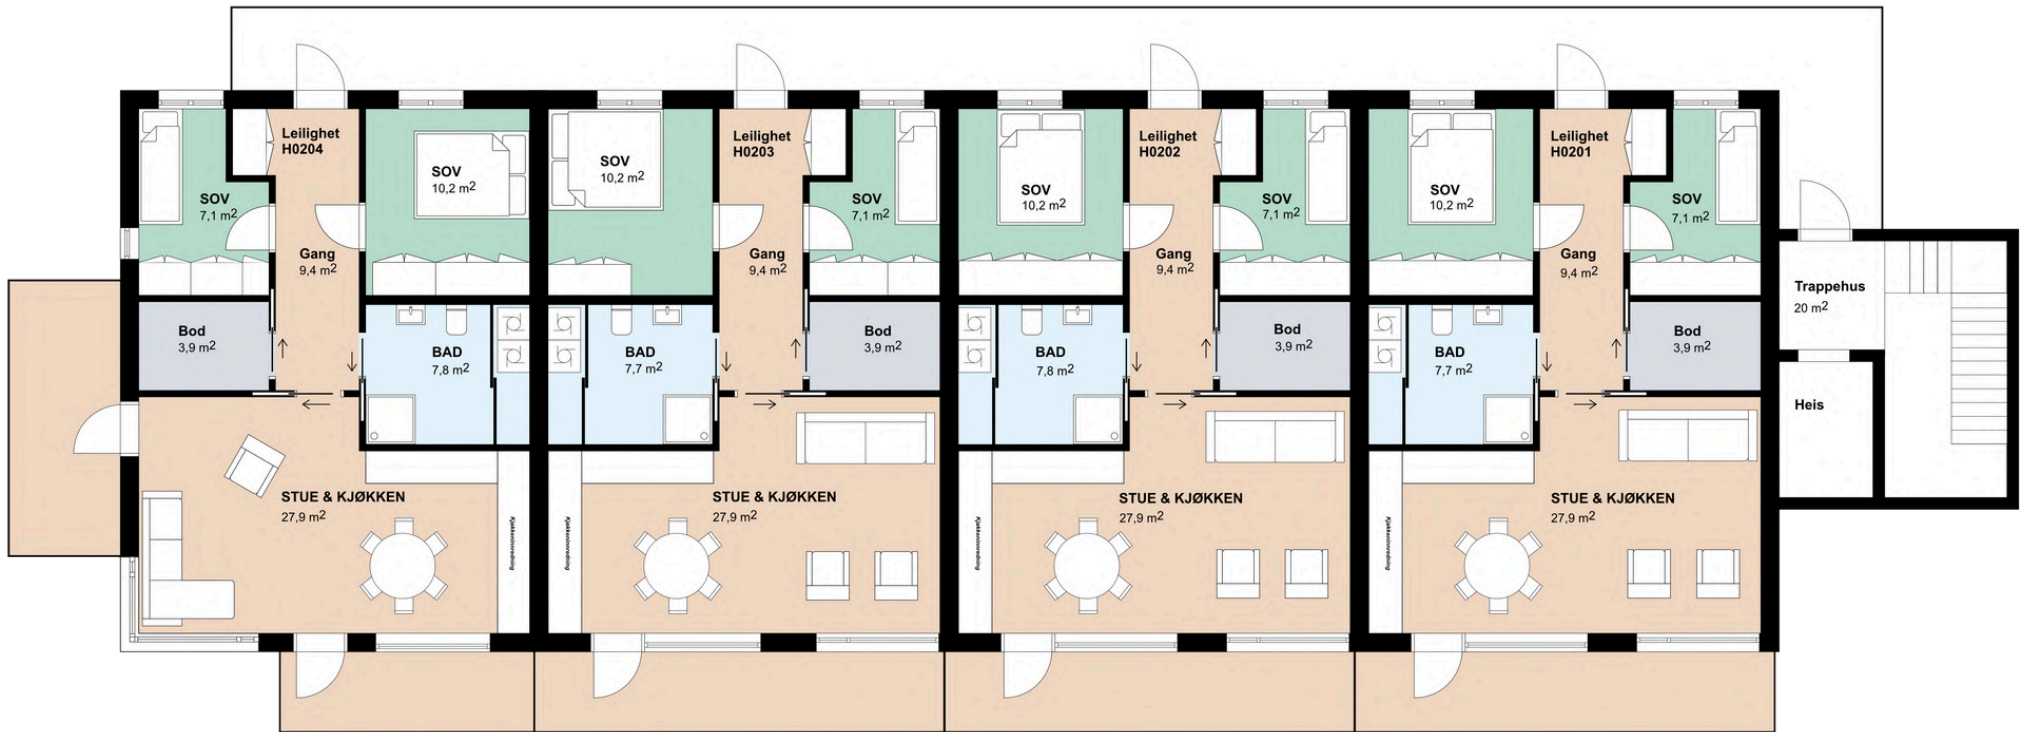 Leilighet
H0204
SOV
7,1 m2
SOV
10,2 m2
Gang
9,4 m2
Bod
3,9 m2
BAD
7,8 m2
STUE & KJØKKEN
27,9 m2
Kjøkkeninnredning
Leilighet
H0203
SOV
10,2 m2
SOV
7,1 m2
Gang
9,4 m2
BAD
7,7 m2
Bod
3,9 m2
STUE & KJØKKEN
27,9 m2
Kjøkkeninnredning
Leilighet
H0202
SOV
10,2 m2
SOV
7,1 m2
Gang
9,4 m2
BAD
7,8 m2
Bod
3,9 m2
STUE & KJØKKEN
27,9 m2
Kjøkkeninnredning
Leilighet
H0201
SOV
10,2 m2
SOV
7,1 m2
Gang
9,4 m2
BAD
7,7 m2
Bod
3,9 m2
STUE & KJØKKEN
27,9 m2
Kjøkkeninnredning
Trappehus
20 m2
Heis